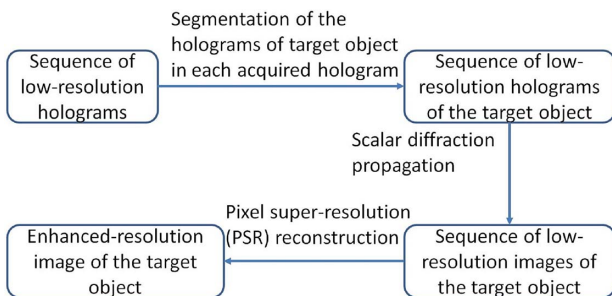 Sequence of
low-resolution
holograms
Segmentation of the
holograms of target object
in each acquired hologram
Sequence of low-
resolution holograms
of the target object
Scalar diffraction
propagation
Sequence of low-
resolution images of
the target object
Pixel super-resolution
(PSR) reconstruction
Enhanced-resolution
image of the target
object